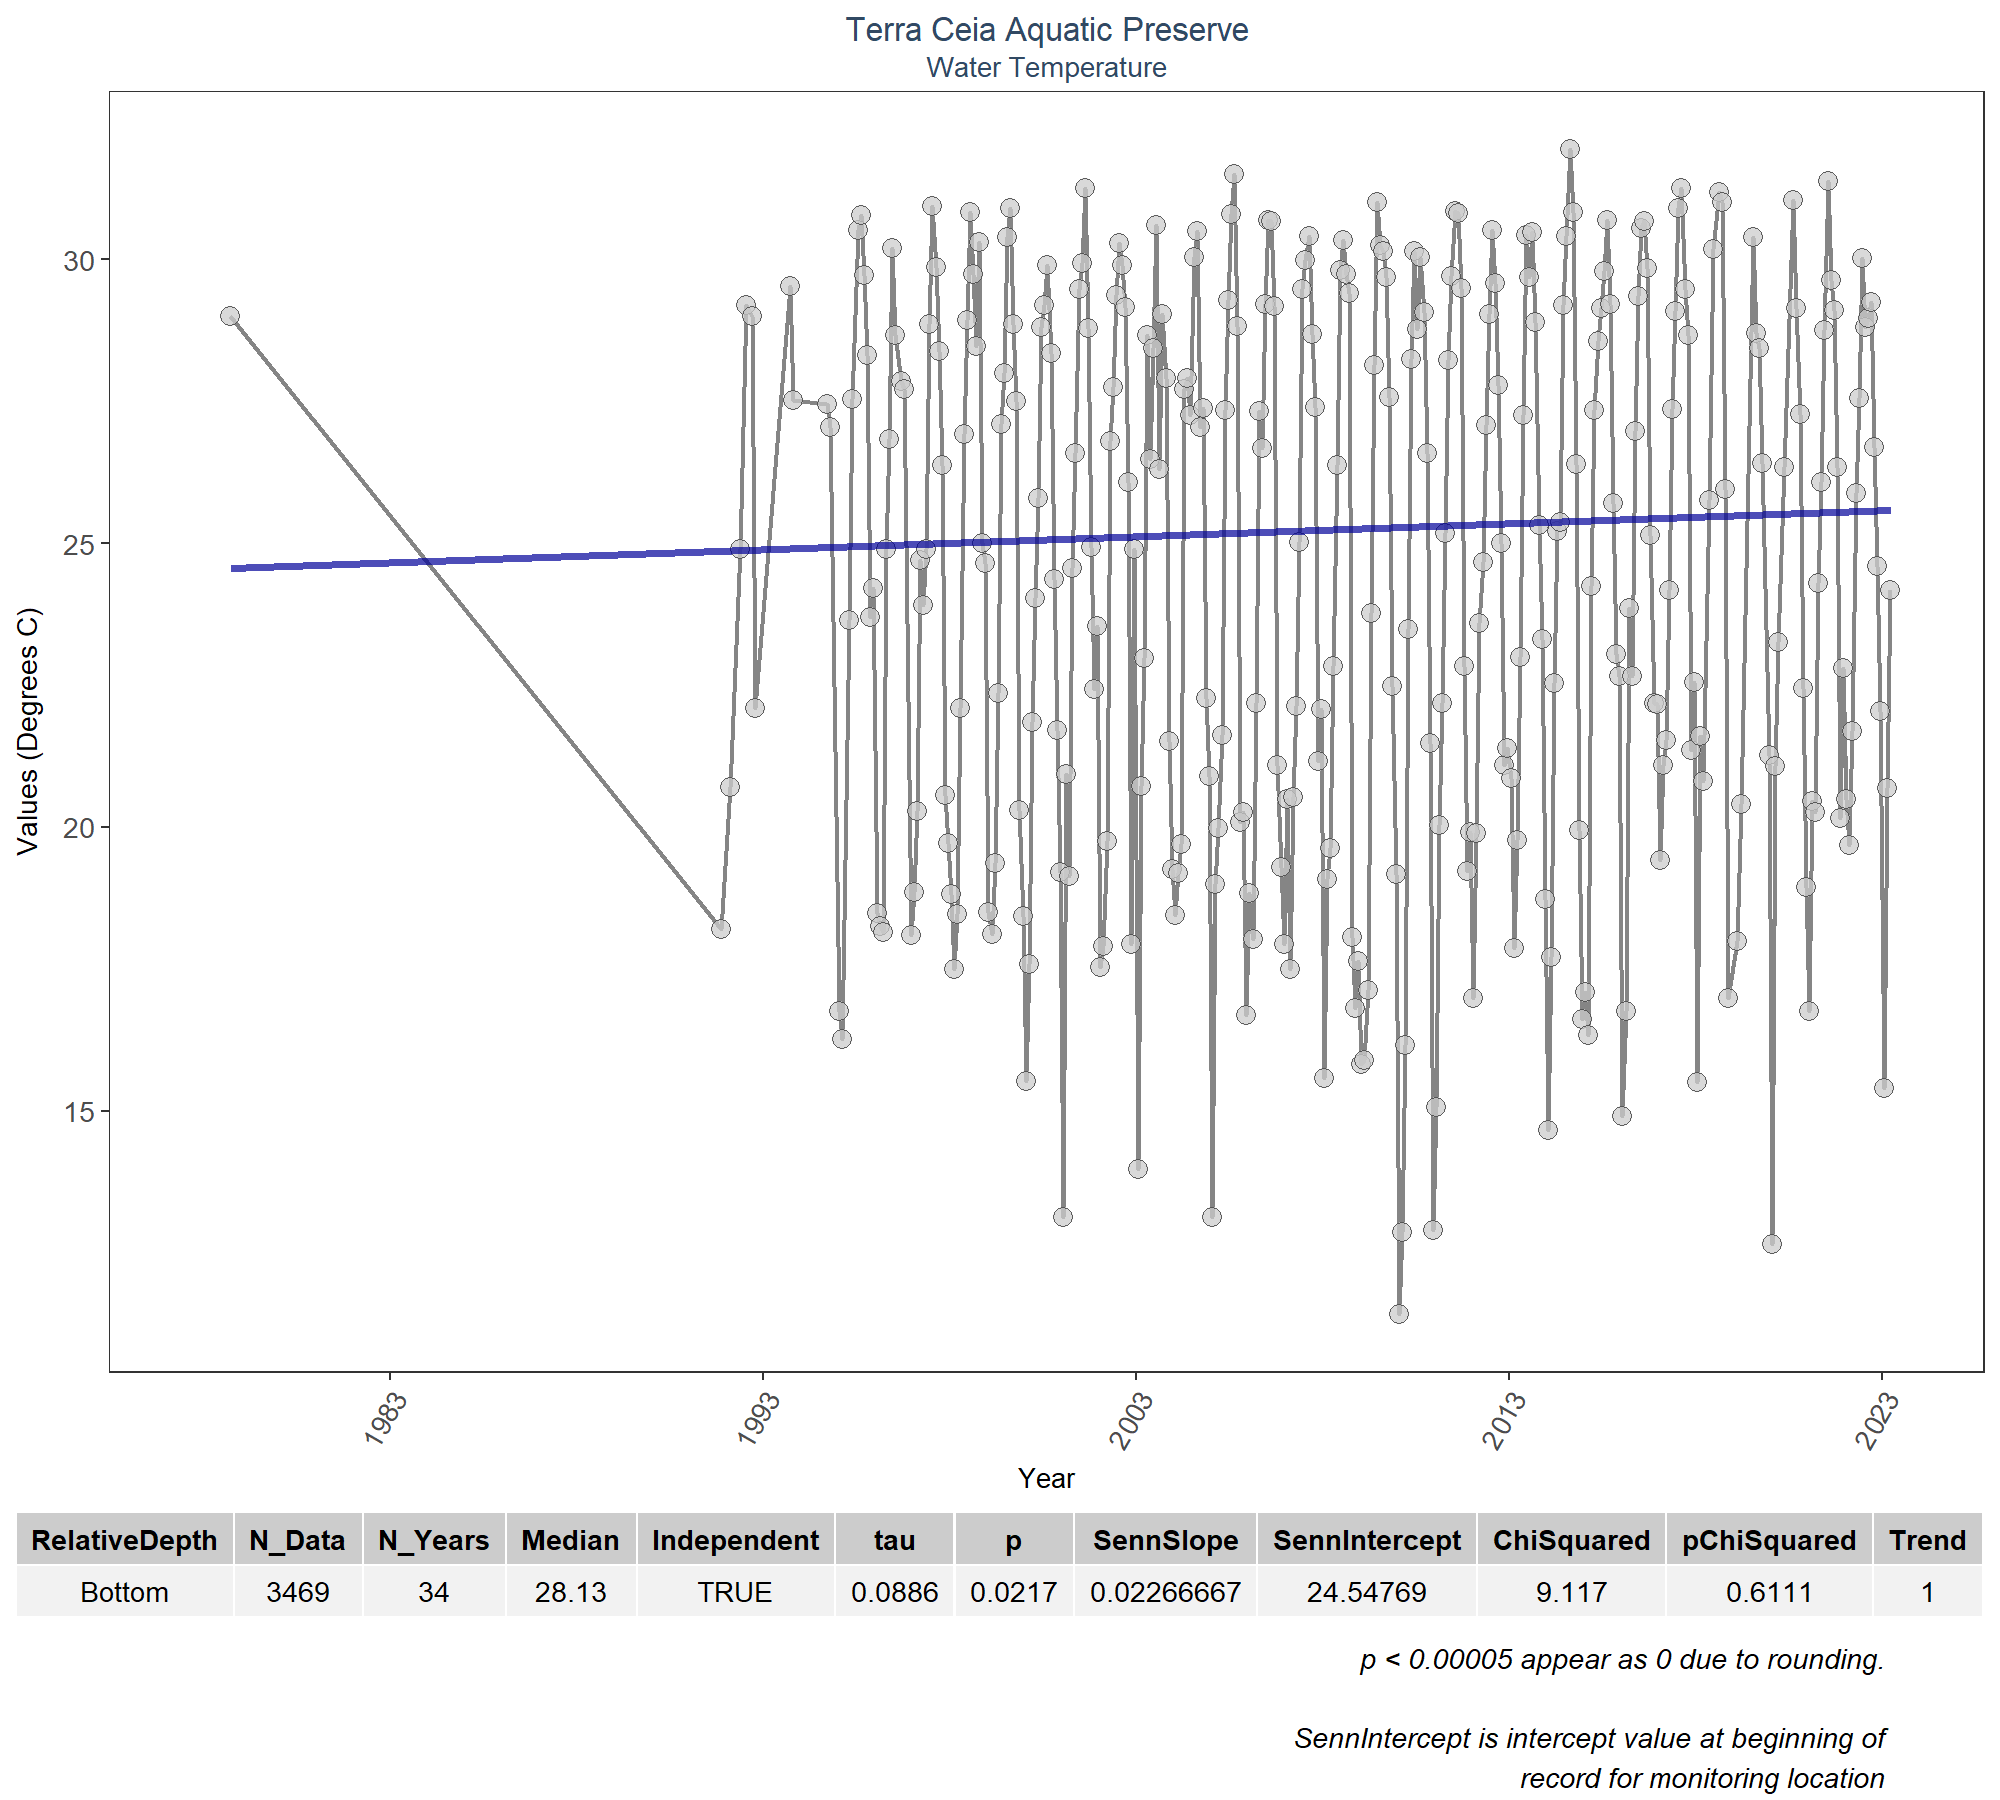 Terra Ceia Aquatic Preserve
Water Temperature
Values (Degrees C)
30
25
20
15
1983
1993
2003
2013
2023
Year
RelativeDepth N_Data N_Years Median Independent tau p SennSlope SennIntercept ChiSquared pChiSquared Trend
Bottom 3469 34 28.13 TRUE 0.0886 0.0217 0.02266667 24.54769 9.117 0.6111 1
p < 0.00005 appear as 0 due to rounding.
SennIntercept is intercept value at beginning of
record for monitoring location